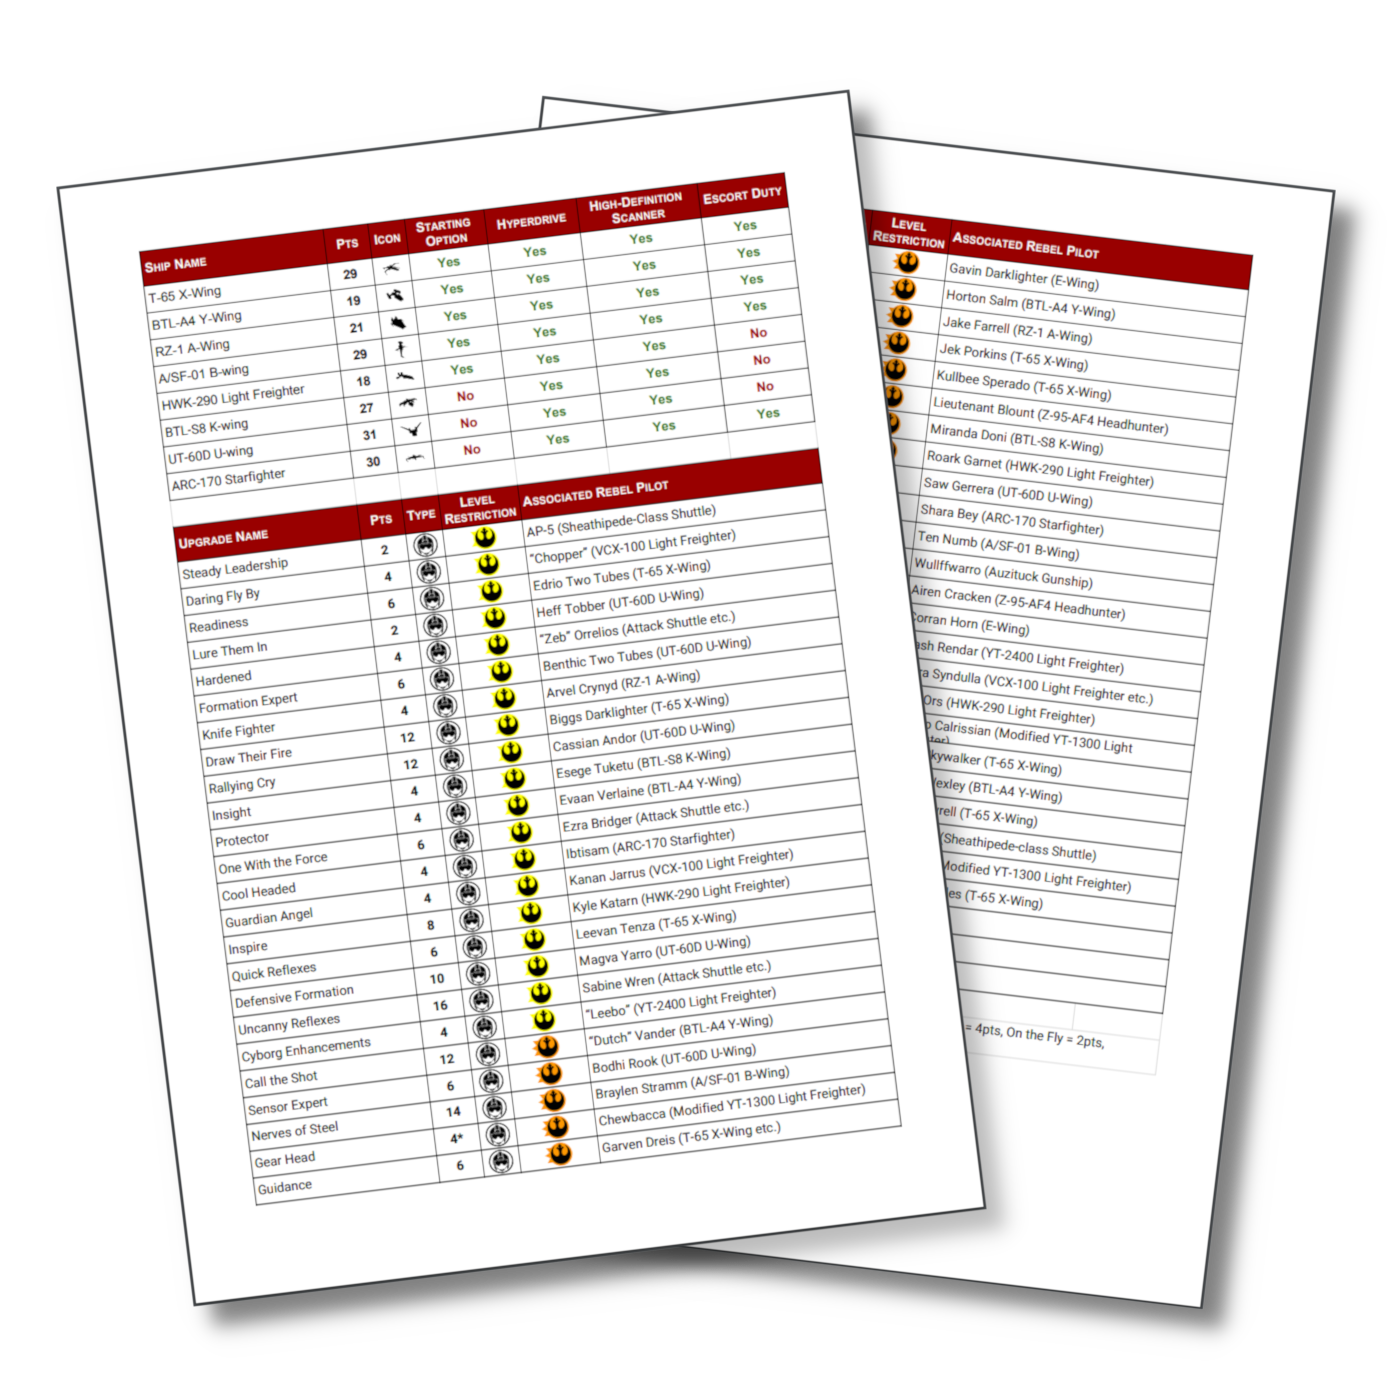 SHIP NAME PTS ICON STARTING OPTION HYPERDRIVE HIGH-DEFINITION SCANNER ESCORT DUTY
T-65 X-Wing 29 Yes Yes Yes Yes
BTL-A4 Y-Wing 19 Yes Yes Yes Yes
RZ-1 A-Wing 21 Yes Yes Yes Yes
A/SF-01 B-wing 29 Yes Yes Yes Yes
HWK-290 Light Freighter 18 Yes Yes Yes No
BTL-S8 K-wing 27 No Yes Yes No
UT-60D U-wing 31 No Yes Yes No
ARC-170 Starfighter 30 No Yes Yes Yes
UPGRADE NAME PTS TYPE LEVEL RESTRICTION ASSOCIATED REBEL PILOT
Steady Leadership 2 AP-5 (Sheathipede-Class Shuttle)
Daring Fly By 4 “Chopper” (VCX-100 Light Freighter)
Readiness 6 Edrio Two Tubes (T-65 X-Wing)
Lure Them In 2 Heff Tobber (UT-60D U-Wing)
Hardened 4 “Zeb” Orrelios (Attack Shuttle etc.)
Formation Expert 6 Benthic Two Tubes (UT-60D U-Wing)
Knife Fighter 4 Arvel Crynyd (RZ-1 A-Wing)
Draw Their Fire 12 Biggs Darklighter (T-65 X-Wing)
Rallying Cry 12 Cassian Andor (UT-60D U-Wing)
Insight 4 Esege Tuketu (BTL-S8 K-Wing)
Protector 4 Evaan Verlaine (BTL-A4 Y-Wing)
One With the Force 6 Ezra Bridger (Attack Shuttle etc.)
Cool Headed 4 Ibtisam (ARC-170 Starfighter)
Guardian Angel 4 Kanan Jarrus (VCX-100 Light Freighter)
Inspire 8 Kyle Katarn (HWK-290 Light Freighter)
Quick Reflexes 6 Leevan Tenza (T-65 X-Wing)
Defensive Formation 10 Magva Yarro (UT-60D U-Wing)
Uncanny Reflexes 16 Sabine Wren (Attack Shuttle etc.)
Cyborg Enhancements 4 “Leebo” (YT-2400 Light Freighter)
Call the Shot 12 “Dutch” Vander (BTL-A4 Y-Wing)
Sensor Expert 6 Bodhi Rook (UT-60D U-Wing)
Nerves of Steel 14 Braylen Stramm (A/SF-01 B-Wing)
Gear Head 4* Chewbacca (Modified YT-1300 Light Freighter)
Guidance 6 Garven Dreis (T-65 X-Wing etc.)
LEVEL RESTRICTION ASSOCIATED REBEL PILOT
Gavin Darklighter (E-Wing)
Horton Salm (BTL-A4 Y-Wing)
Jake Farrell (RZ-1 A-Wing)
Jek Porkins (T-65 X-Wing)
Kullbee Sperado (T-65 X-Wing)
Lieutenant Blount (Z-95-AF4 Headhunter)
Miranda Doni (BTL-S8 K-Wing)
Roark Garnet (HWK-290 Light Freighter)
Saw Gerrera (UT-60D U-Wing)
Shara Bey (ARC-170 Starfighter)
Ten Numb (A/SF-01 B-Wing)
Wullffwarro (Auzituck Gunship)
Airen Cracken (Z-95-AF4 Headhunter)
Corran Horn (E-Wing)
Rendar (YT-2400 Light Freighter)
Syndulla (VCX-100 Light Freighter etc.)
Ors (HWK-290 Light Freighter)
Calrissian (Modified YT-1300 Light
(T-65 X-Wing)
(BTL-A4 Y-Wing)
(T-65 X-Wing)
(Sheathipede-class Shuttle)
Modified YT-1300 Light Freighter)
(T-65 X-Wing)
= 4pts, On the Fly = 2pts,